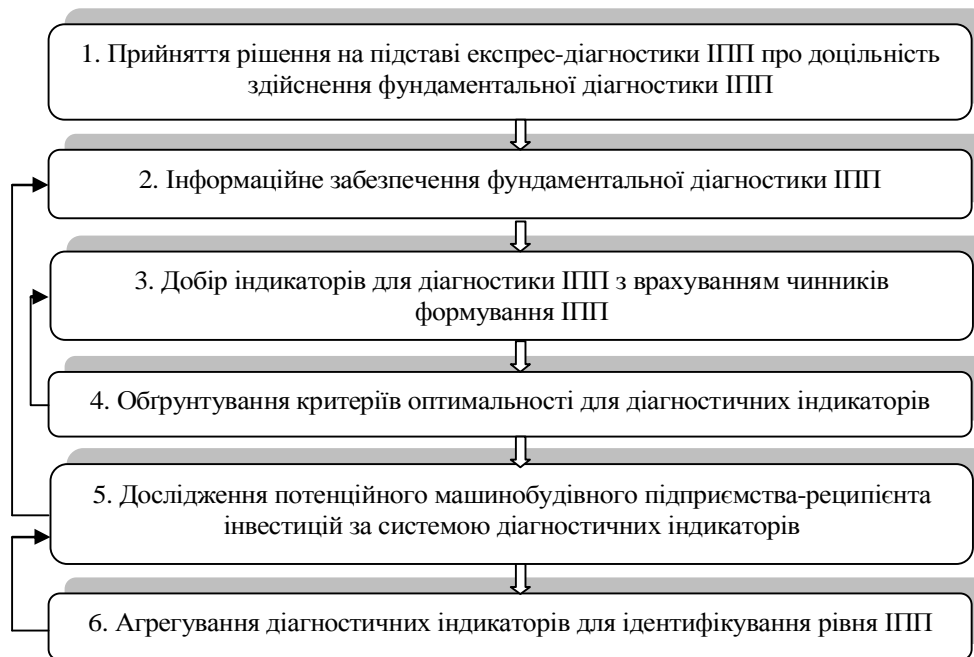 1. Прийняття рішення на підставі експрес-діагностики ІПП про доцільність
здійснення фундаментальної діагностики ІПП
2. Інформаційне забезпечення фундаментальної діагностики ІПП
3. Добір індикаторів для діагностики ІПП з врахуванням чинників
формування ІПП
4. Обґрунтування критеріїв оптимальності для діагностичних індикаторів
5. Дослідження потенційного машинобудівного підприємства-реципієнта
інвестицій за системою діагностичних індикаторів
6. Агрегування діагностичних індикаторів для ідентифікування рівня ІПП